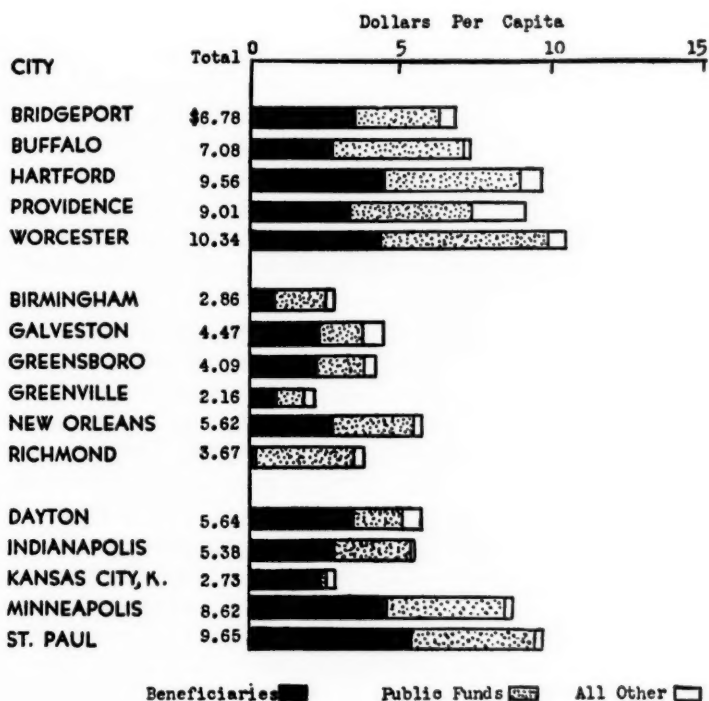 Dollars Per Capita
CITY Total 0 5 10 15
BRIDGEPORT $6.78
BUFFALO 7.08
HARTFORD 9.56
PROVIDENCE 9.01
WORCESTER 10.34
BIRMINGHAM 2.86
GALVESTON 4.47
GREENSBORO 4.09
GREENVILLE 2.16
NEW ORLEANS 5.62
RICHMOND 3.67
DAYTON 5.64
INDIANAPOLIS 5.38
KANSAS CITY, K. 2.73
MINNEAPOLIS 8.62
ST. PAUL 9.65
Beneficiaries Public Funds All Other